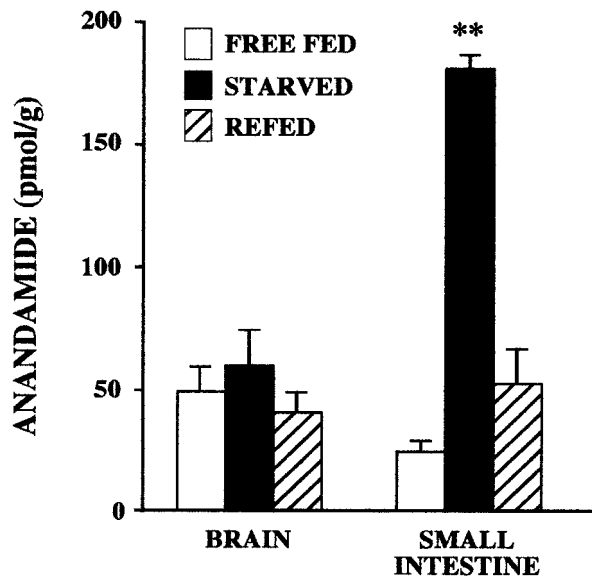 200
150
100
50
0
ANANDAMIDE (pmol/g)
FREE FED
STARVED
REFED
**
BRAIN
SMALL
INTESTINE